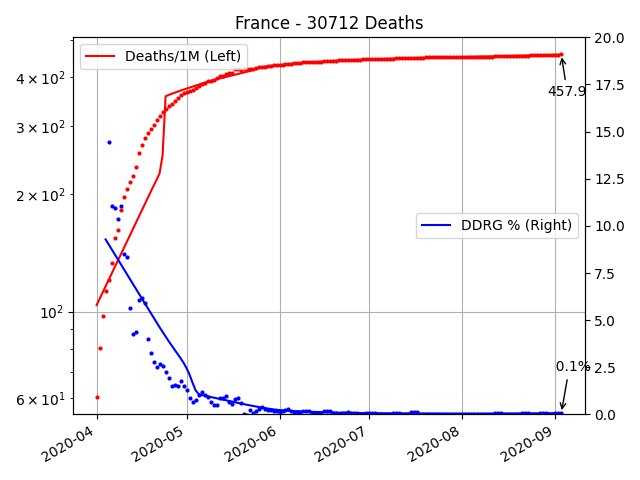 France - 30712 Deaths
Deaths/1M (Left)
DDRG % (Right)
4 × 10²
3 × 10²
2 × 10²
10²
6 × 10¹
20.0
17.5
15.0
12.5
10.0
7.5
5.0
2.5
0.0
457.9
0.1%
2020-04
2020-05
2020-06
2020-07
2020-08
2020-09